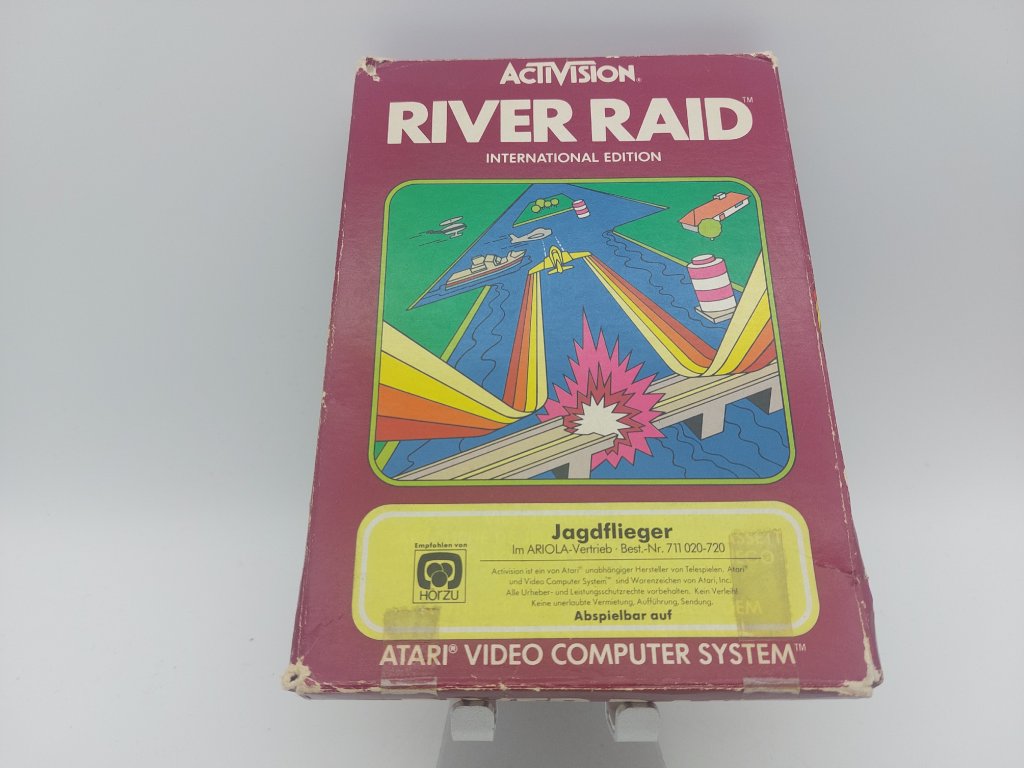 ACTIVISION®
RIVER RAID™
INTERNATIONAL EDITION
Jagdflieger
Im ARIOLA-Vertrieb · Best.-Nr. 711 020-720
Empfohlen von
HÖRZU
Activision ist ein von Atari® unabhängiger Hersteller von Telespielen. Atari®
und Video Computer System™ sind Warenzeichen von Atari, Inc.
Alle Urheber- und Leistungsschutzrechte vorbehalten. Kein Verleih!
Keine unerlaubte Vermietung, Aufführung, Sendung.
Abspielbar auf
ATARI® VIDEO COMPUTER SYSTEM™